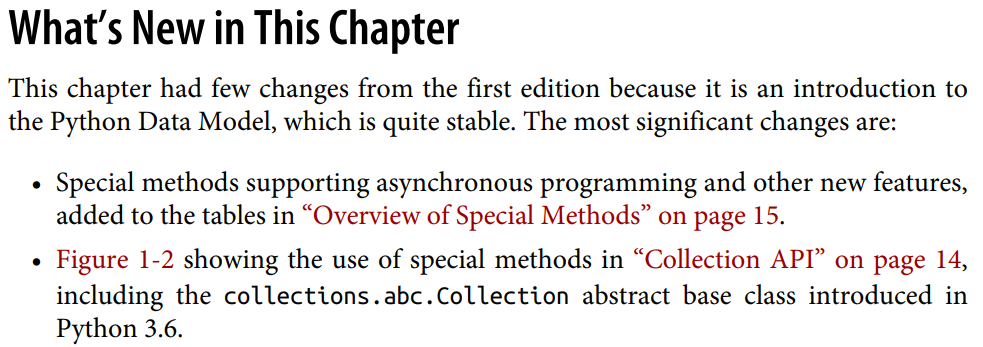 What’s New in This Chapter
This chapter had few changes from the first edition because it is an introduction to
the Python Data Model, which is quite stable. The most significant changes are:
• Special methods supporting asynchronous programming and other new features,
added to the tables in “Overview of Special Methods” on page 15.
• Figure 1-2 showing the use of special methods in “Collection API” on page 14,
including the collections.abc.Collection abstract base class introduced in
Python 3.6.